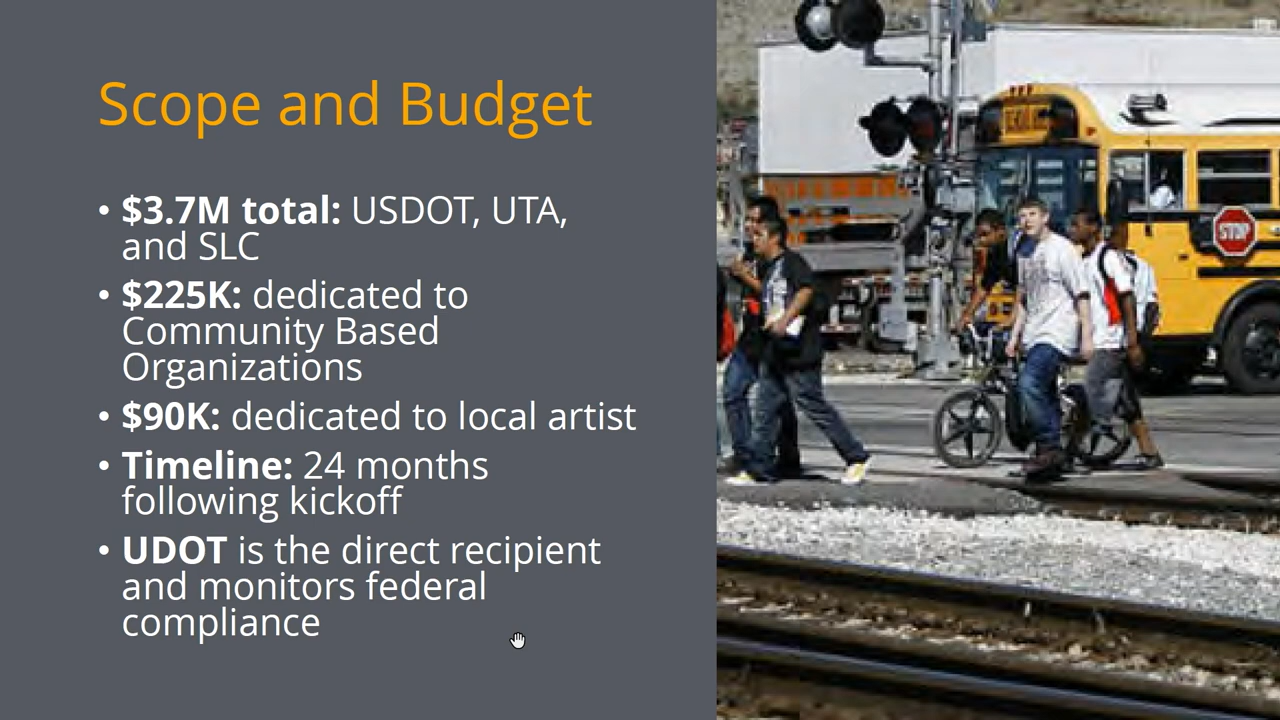 Scope and Budget
• $3.7M total: USDOT, UTA,
and SLC
• $225K: dedicated to
Community Based
Organizations
• $90K: dedicated to local artist
• Timeline: 24 months
following kickoff
• UDOT is the direct recipient
and monitors federal
compliance
STOP